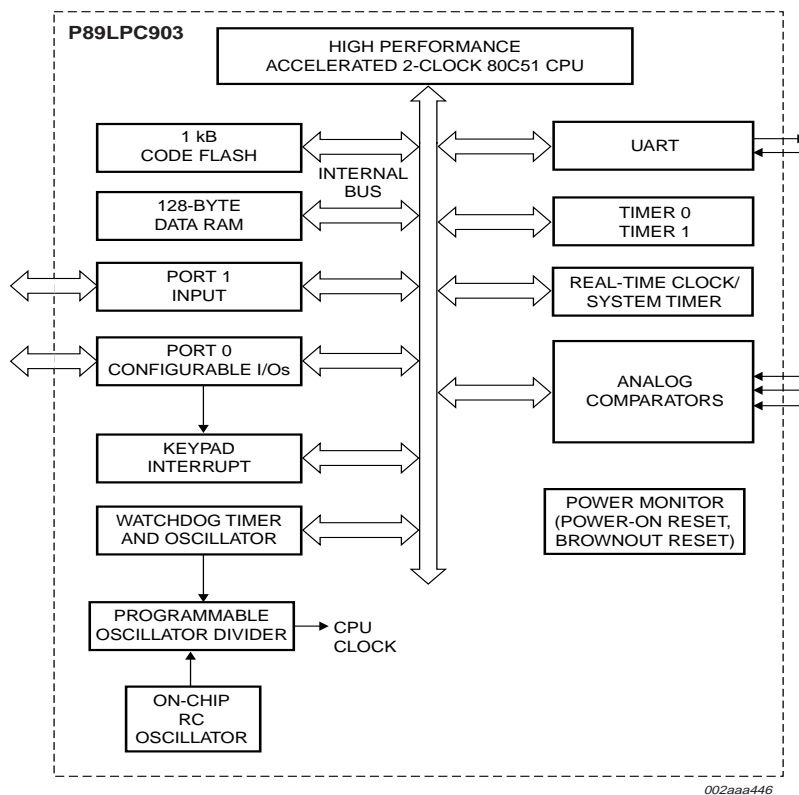 P89LPC903
HIGH PERFORMANCE
ACCELERATED 2-CLOCK 80C51 CPU
1 kB
CODE FLASH
INTERNAL
BUS
UART
128-BYTE
DATA RAM
TIMER 0
TIMER 1
PORT 1
INPUT
REAL-TIME CLOCK/
SYSTEM TIMER
PORT 0
CONFIGURABLE I/Os
ANALOG
COMPARATORS
KEYPAD
INTERRUPT
POWER MONITOR
(POWER-ON RESET,
BROWNOUT RESET)
WATCHDOG TIMER
AND OSCILLATOR
PROGRAMMABLE
OSCILLATOR DIVIDER
CPU
CLOCK
ON-CHIP
RC
OSCILLATOR
002aaa446